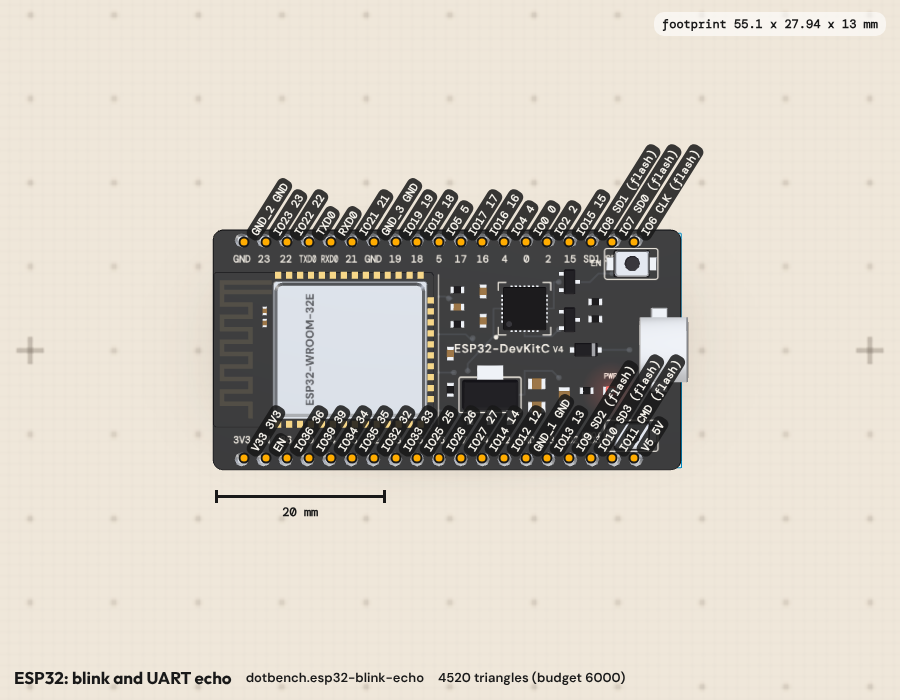 footprint 55.1 x 27.94 x 13 mm
GND_2 GND
IO23 23
IO22 22
TXD0
RXD0
IO21 21
GND_3 GND
IO19 19
IO18 18
IO5 5
IO17 17
IO16 16
IO4 4
IO0 0
IO2 2
IO15 15
IO8 SD1 (flash)
IO7 SD0 (flash)
IO6 CLK (flash)
GND 23 22 TXD0 RXD0 21 GND 19 18 5 17 16 4 0 2 15 SD1
EN
ESP32-WROOM-32E
ESP32-DevKitC V4
PWR
3V3
V33 3V3
EN
IO36 36
IO39 39
IO34 34
IO35 35
IO32 32
IO33 33
IO25 25
IO26 26
IO27 27
IO14 14
IO12 12
GND_1 GND
IO13 13
IO9 SD2 (flash)
IO10 SD3 (flash)
IO11 CMD (flash)
V5 5V
20 mm
ESP32: blink and UART echo dotbench.esp32-blink-echo 4520 triangles (budget 6000)